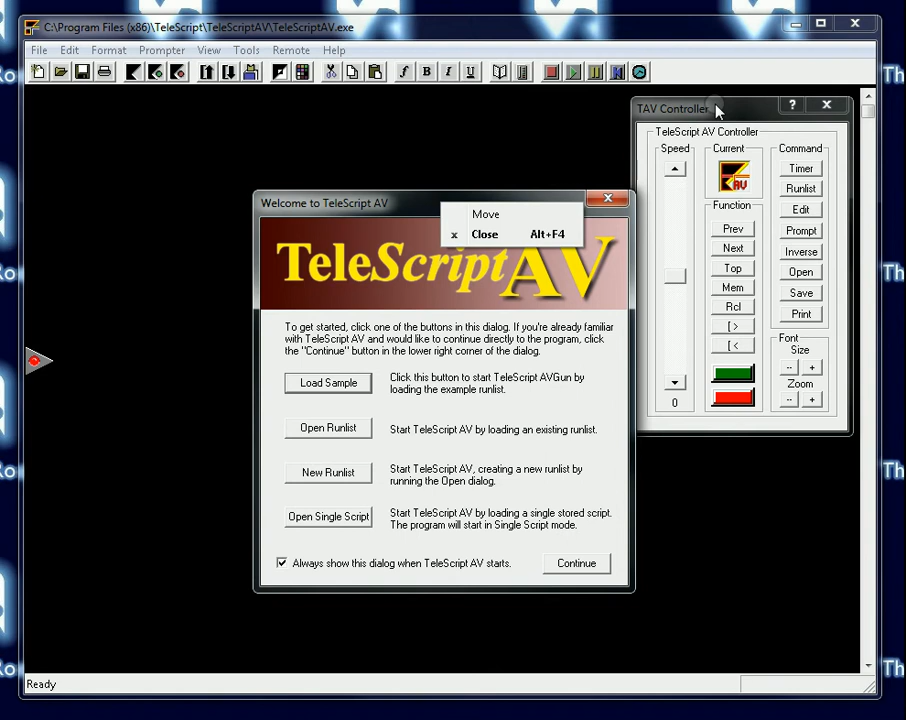 C:\Program Files (x86)\TeleScript\TeleScriptAV\TeleScriptAV.exe
File Edit Format Prompter View Tools Remote Help
TAV Controller
TeleScript AV Controller
Speed
Current
Command
AV
Timer
Runlist
Edit
Prompt
Inverse
Open
Save
Print
Function
Prev
Next
Top
Mem
Rcl
[ >
[ <
Font
Size
-- +
Zoom
-- +
0
Welcome to TeleScript AV
Move
x Close Alt+F4
TeleScript AV
To get started, click one of the buttons in this dialog. If you're already familiar
with TeleScript AV and would like to continue directly to the program, click
the "Continue" button in the lower right corner of the dialog.
Load Sample
Click this button to start TeleScript AVGun by
loading the example runlist.
Open Runlist
Start TeleScript AV by loading an existing runlist.
New Runlist
Start TeleScript AV, creating a new runlist by
running the Open dialog.
Open Single Script
Start TeleScript AV by loading a single stored script.
The program will start in Single Script mode.
Always show this dialog when TeleScript AV starts.
Continue
Ready